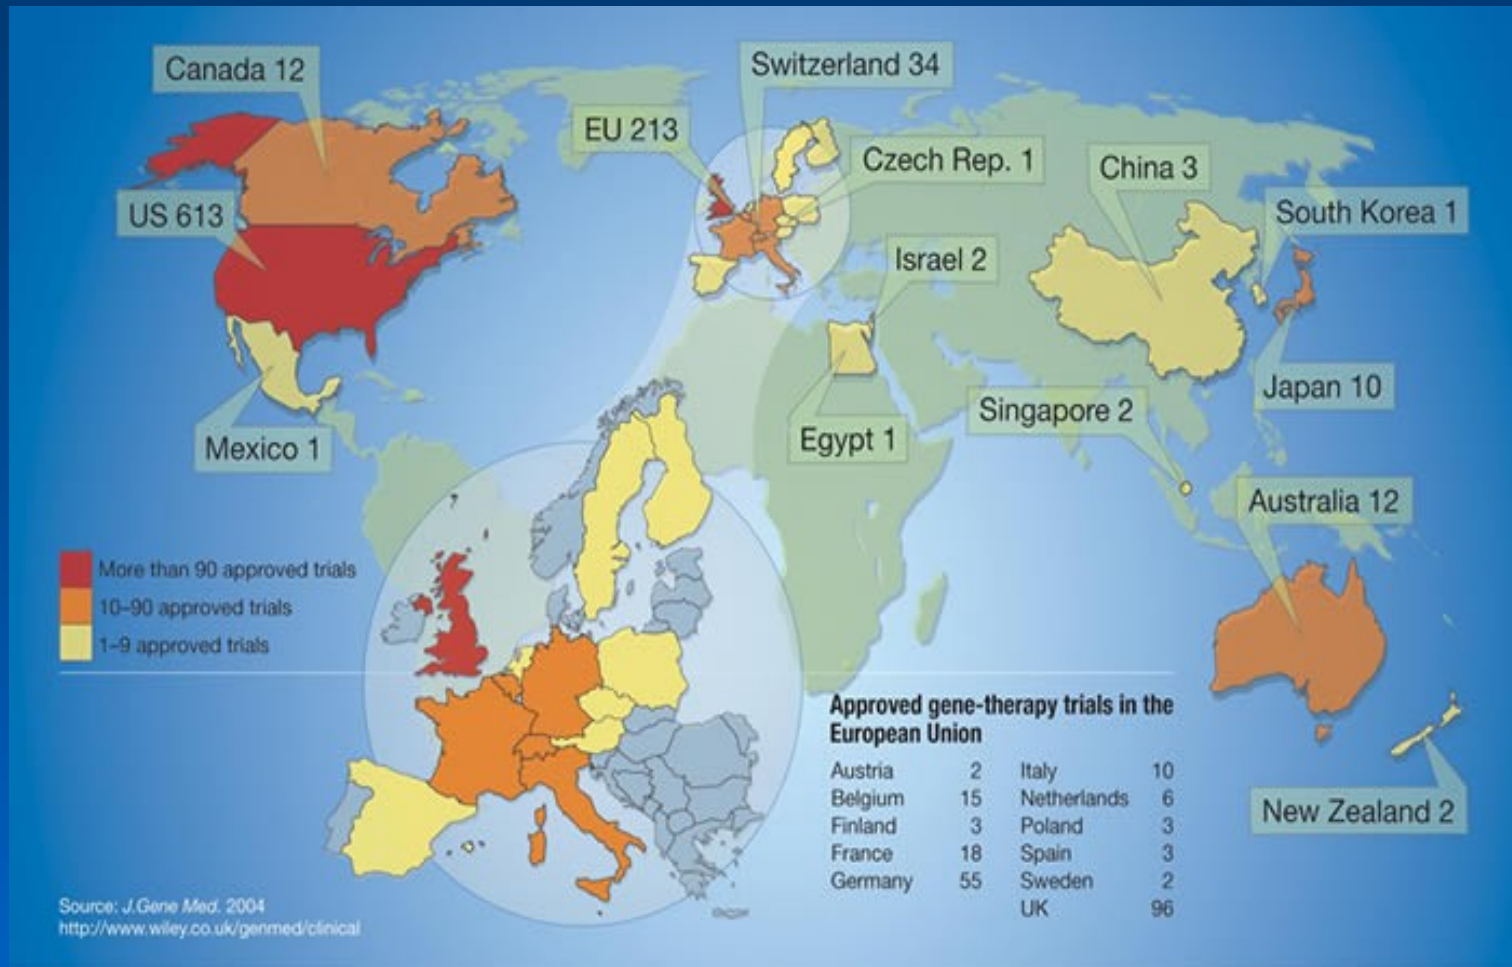 Canada 12
Switzerland 34
EU 213
Czech Rep. 1
China 3
US 613
South Korea 1
Israel 2
Japan 10
Singapore 2
Mexico 1
Egypt 1
Australia 12
More than 90 approved trials
10–90 approved trials
1–9 approved trials
New Zealand 2
Approved gene-therapy trials in the
European Union
Austria 2 Italy 10
Belgium 15 Netherlands 6
Finland 3 Poland 3
France 18 Spain 3
Germany 55 Sweden 2
UK 96
Source: J.Gene Med. 2004
http://www.wiley.co.uk/genmed/clinical